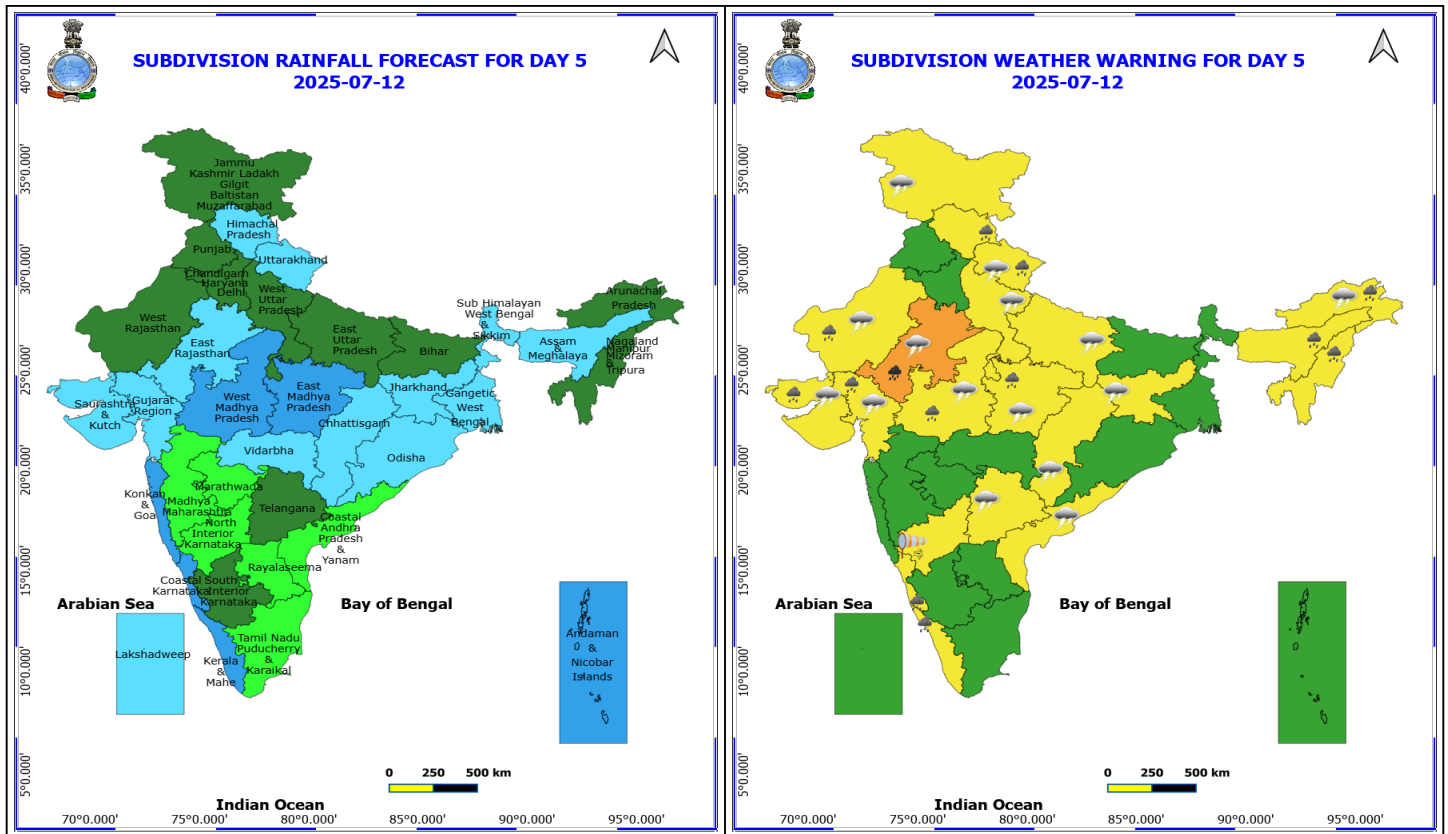 SUBDIVISION RAINFALL FORECAST FOR DAY 5
2025-07-12
40°0.000'
35°0.000'
30°0.000'
25°0.000'
20°0.000'
15°0.000'
10°0.000'
5°0.000'
Jammu
Kashmir Ladakh
Gilgit
Baltistan
Muzaffarabad
Himachal
Pradesh
Punjab
Uttarakhand
Chandigarh
Haryana
Delhi
West
Uttar
Pradesh
West
Rajasthan
East
Rajasthan
East
Uttar
Pradesh
Bihar
Sub Himalayan
West Bengal
&
Sikkim
Arunachal
Pradesh
Assam
&
Meghalaya
Nagaland
Manipur
Mizoram
&
Tripura
Saurashtra
&
Kutch
Gujarat
Region
West
Madhya
Pradesh
East
Madhya
Pradesh
Jharkhand
Gangetic
West
Bengal
Chhattisgarh
Vidarbha
Odisha
Konkan
&
Goa
Madhya
Maharashtra
Marathwada
Telangana
North
Interior
Karnataka
Coastal
Andhra
Pradesh
&
Yanam
Rayalaseema
Coastal
Karnataka
South
Interior
Karnataka
Arabian Sea
Bay of Bengal
Lakshadweep
Tamil Nadu
Puducherry
&
Karaikal
Kerala
&
Mahe
Andaman
&
Nicobar
Islands
0 250 500 km
Indian Ocean
70°0.000' 75°0.000' 80°0.000' 85°0.000' 90°0.000' 95°0.000'
SUBDIVISION WEATHER WARNING FOR DAY 5
2025-07-12
40°0.000'
35°0.000'
30°0.000'
25°0.000'
20°0.000'
15°0.000'
10°0.000'
5°0.000'
Arabian Sea
Bay of Bengal
0 250 500 km
Indian Ocean
70°0.000' 75°0.000' 80°0.000' 85°0.000' 90°0.000' 95°0.000'